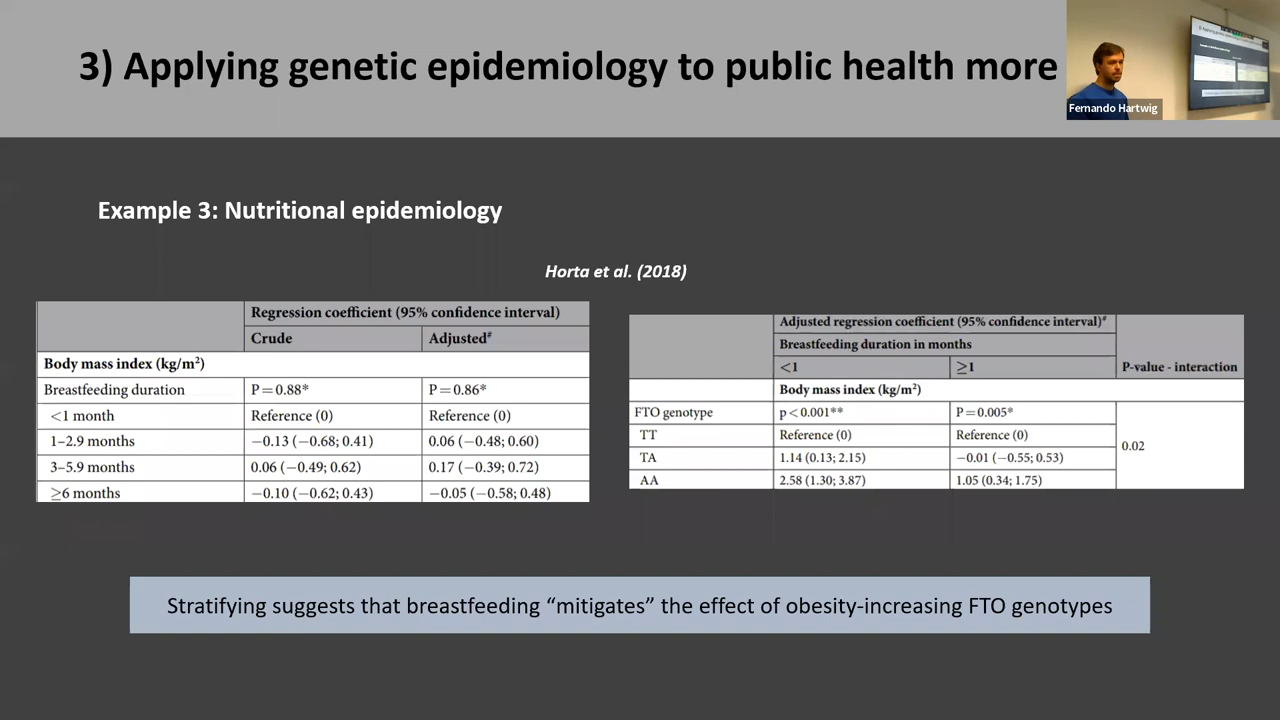 3) Applying genetic epidemiology to public health more
Fernando Hartwig
Example 3: Nutritional epidemiology
Horta et al. (2018)
Regression coefficient (95% confidence interval)
Crude Adjusted#
Body mass index (kg/m²)
Breastfeeding duration P=0.88* P=0.86*
<1 month Reference (0) Reference (0)
1–2.9 months −0.13 (−0.68; 0.41) 0.06 (−0.48; 0.60)
3–5.9 months 0.06 (−0.49; 0.62) 0.17 (−0.39; 0.72)
≥6 months −0.10 (−0.62; 0.43) −0.05 (−0.58; 0.48)
Adjusted regression coefficient (95% confidence interval)#
Breastfeeding duration in months
<1 ≥1 P-value - interaction
Body mass index (kg/m²)
FTO genotype p<0.001** P=0.005*
TT Reference (0) Reference (0)
0.02
TA 1.14 (0.13; 2.15) −0.01 (−0.55; 0.53)
AA 2.58 (1.30; 3.87) 1.05 (0.34; 1.75)
Stratifying suggests that breastfeeding “mitigates” the effect of obesity-increasing FTO genotypes